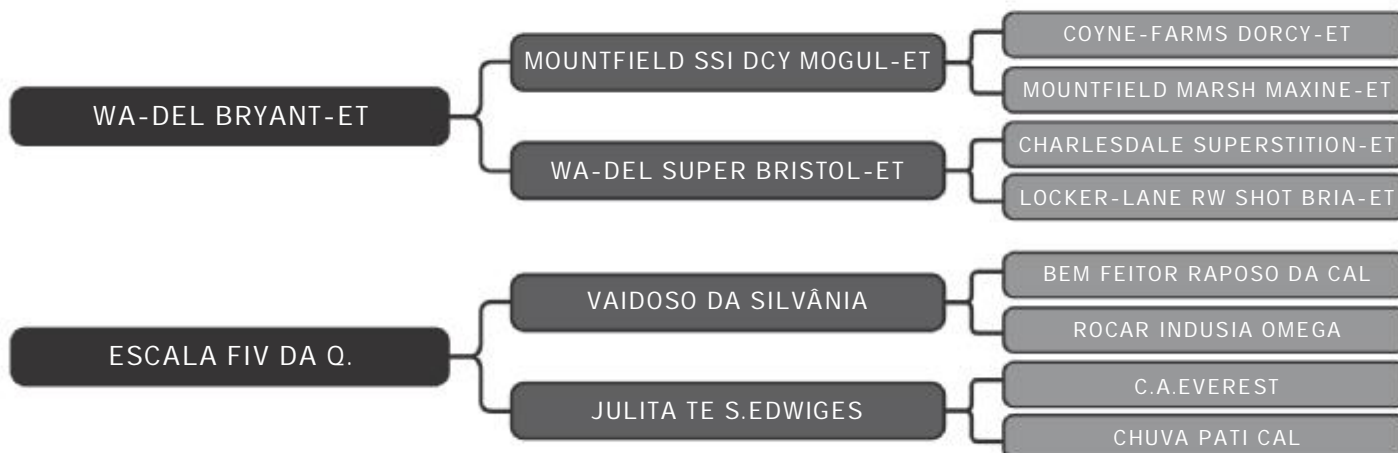 COYNE-FARMS DORCY-ET
MOUNTFIELD SSI DCY MOGUL-ET
MOUNTFIELD MARSH MAXINE-ET
WA-DEL BRYANT-ET
CHARLESDALE SUPERSTITION-ET
WA-DEL SUPER BRISTOL-ET
LOCKER-LANE RW SHOT BRIA-ET
BEM FEITOR RAPOSO DA CAL
VAIDOSO DA SILVÂNIA
ROCAR INDUSIA OMEGA
ESCALA FIV DA Q.
C.A.EVEREST
JULITA TE S.EDWIGES
CHUVA PATI CAL